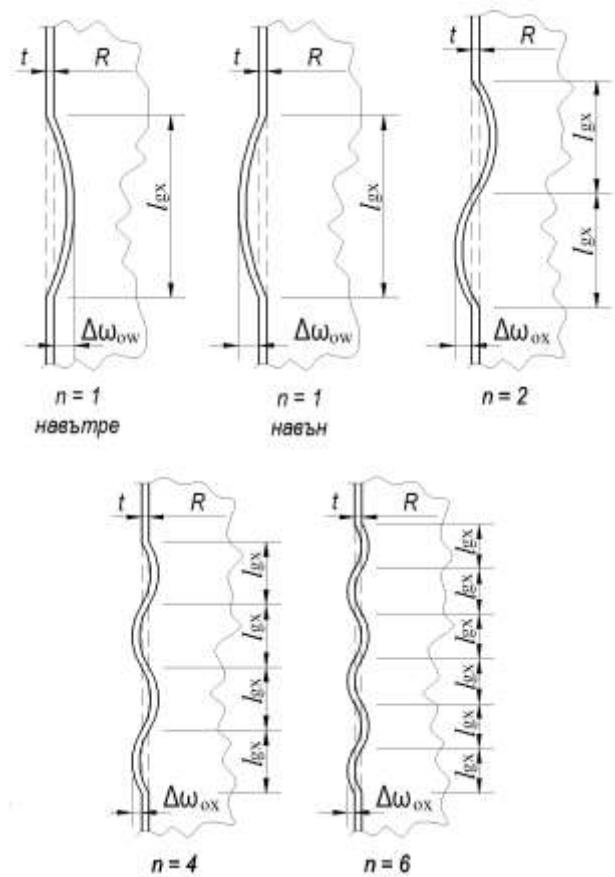 t R
l_gx
Δω_ow
n = 1
навътре
t R
l_gx
Δω_ow
n = 1
навън
t R
l_gx
l_gx
Δω_ox
n = 2
t R
l_gx
l_gx
l_gx
l_gx
Δω_ox
n = 4
t R
l_gx
l_gx
l_gx
l_gx
l_gx
l_gx
Δω_ox
n = 6